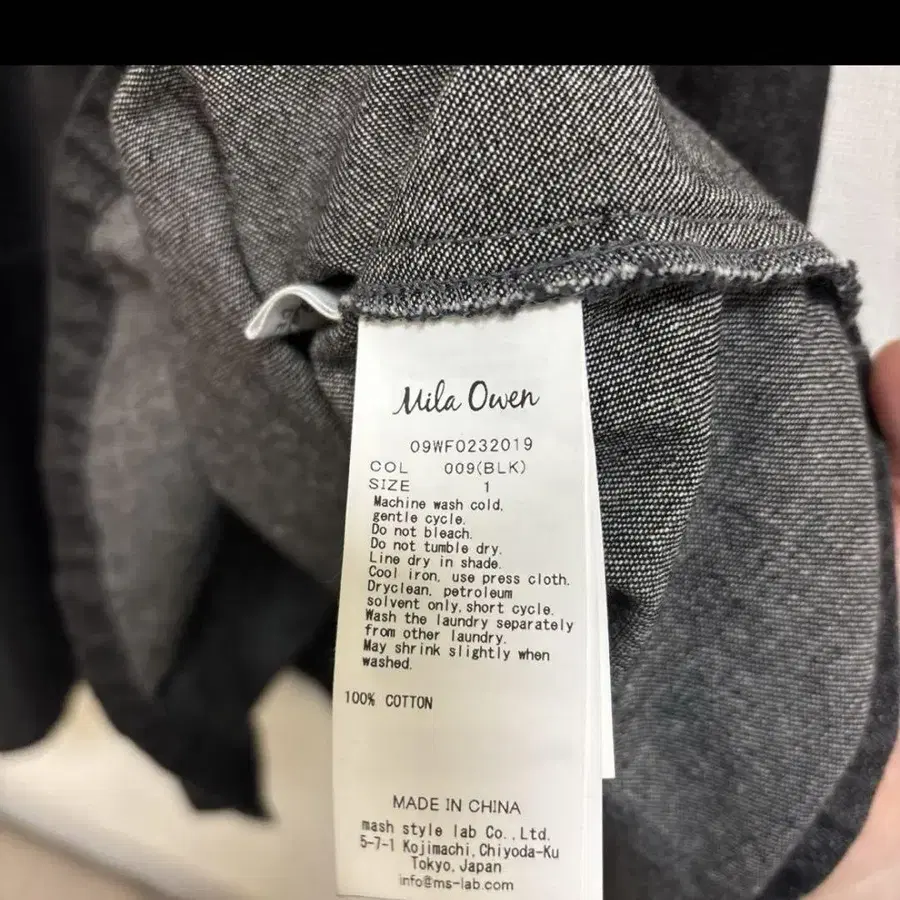 Mila Owen
09WF0232019
COL 009(BLK)
SIZE 1
Machine wash cold,
gentle cycle.
Do not bleach.
Do not tumble dry.
Line dry in shade.
Cool iron, use press cloth.
Dryclean, petroleum
solvent only, short cycle.
Wash the laundry separately
from other laundry.
May shrink slightly when
washed.
100% COTTON
MADE IN CHINA
mash style lab Co.,Ltd.
5-7-1 Kojimachi,Chiyoda-Ku
Tokyo,Japan
info@ms-lab.com